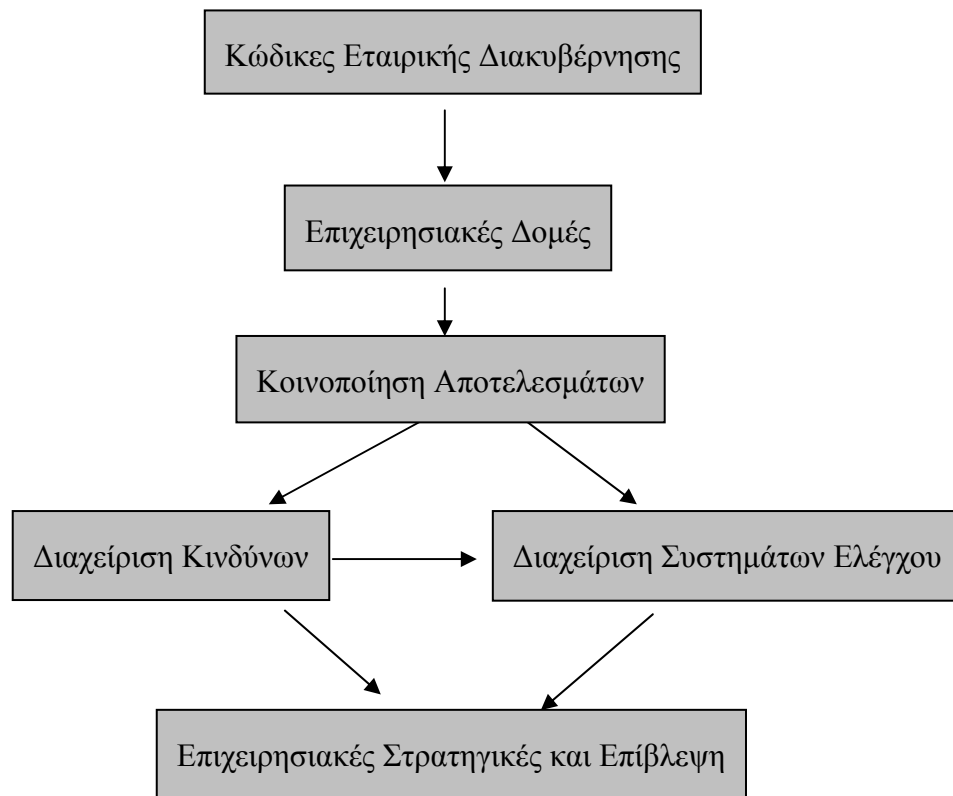 Κώδικες Εταιρικής Διακυβέρνησης
Επιχειρησιακές Δομές
Κοινοποίηση Αποτελεσμάτων
Διαχείριση Κινδύνων
Διαχείριση Συστημάτων Ελέγχου
Επιχειρησιακές Στρατηγικές και Επίβλεψη